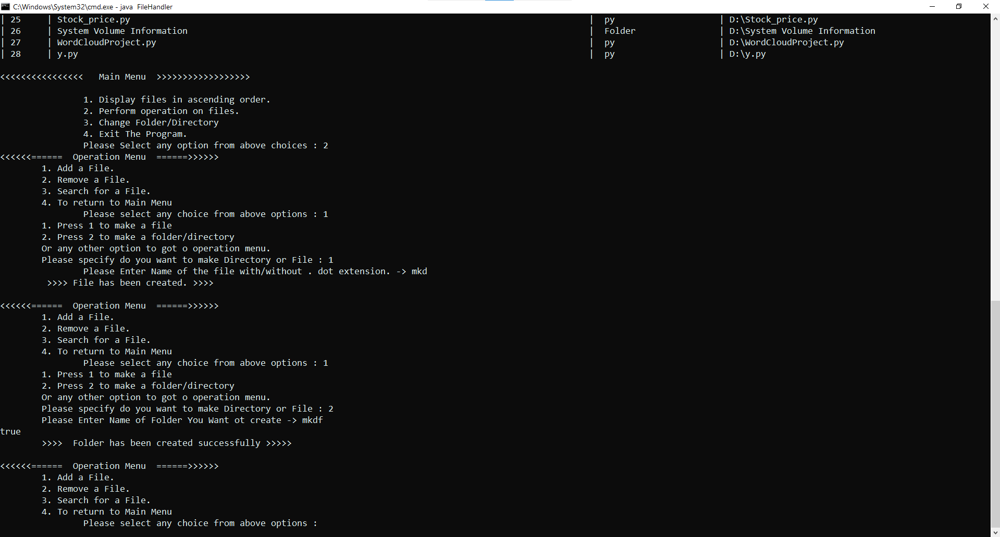 C:\Windows\System32\cmd.exe - java  FileHandler
| 25     | Stock_price.py | py | D:\Stock_price.py
| 26     | System Volume Information | Folder | D:\System Volume Information
| 27     | WordCloudProject.py | py | D:\WordCloudProject.py
| 28     | y.py | py | D:\y.py
<<<<<<<<<<<<<<<<   Main Menu  >>>>>>>>>>>>>>>>>>
1. Display files in ascending order.
2. Perform operation on files.
3. Change Folder/Directory
4. Exit The Program.
Please Select any option from above choices : 2
<<<<<<======  Operation Menu  ======>>>>>>
1. Add a File.
2. Remove a File.
3. Search for a File.
4. To return to Main Menu
Please select any choice from above options : 1
1. Press 1 to make a file
2. Press 2 to make a folder/directory
Or any other option to got o operation menu.
Please specify do you want to make Directory or File : 1
Please Enter Name of the file with/without . dot extension. -> mkd
>>>> File has been created. >>>>
<<<<<<======  Operation Menu  ======>>>>>>
1. Add a File.
2. Remove a File.
3. Search for a File.
4. To return to Main Menu
Please select any choice from above options : 1
1. Press 1 to make a file
2. Press 2 to make a folder/directory
Or any other option to got o operation menu.
Please specify do you want to make Directory or File : 2
Please Enter Name of Folder You Want ot create -> mkdf
true
>>>>  Folder has been created successfully >>>>>
<<<<<<======  Operation Menu  ======>>>>>>
1. Add a File.
2. Remove a File.
3. Search for a File.
4. To return to Main Menu
Please select any choice from above options :